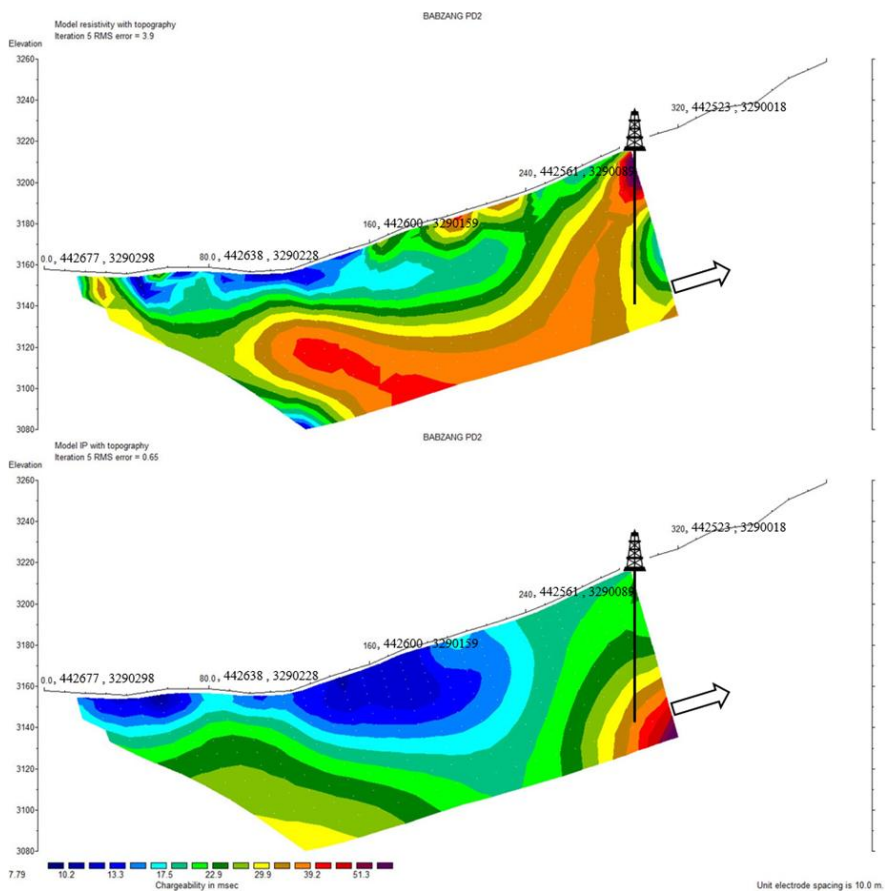 BABZANG PD2
Model resistivity with topography
Iteration 5 RMS error = 3.9
Elevation
3260
3240
320, 442523 ; 3290018
3220
3200
240, 442561 , 3290089
3180
160, 442600 , 3290159
0.0, 442677 , 3290298
80.0, 442638 , 3290228
3160
3140
3120
3100
3080
BABZANG PD2
Model IP with topography
Iteration 5 RMS error = 0.65
Elevation
3260
3240
320, 442523 ; 3290018
3220
3200
240, 442561 , 3290089
3180
160, 442600 , 3290159
0.0, 442677 , 3290298
80.0, 442638 , 3290228
3160
3140
3120
3100
3080
7.79 10.2 13.3 17.5 22.9 29.9 39.2 51.3
Chargeability in msec
Unit electrode spacing is 10.0 m.